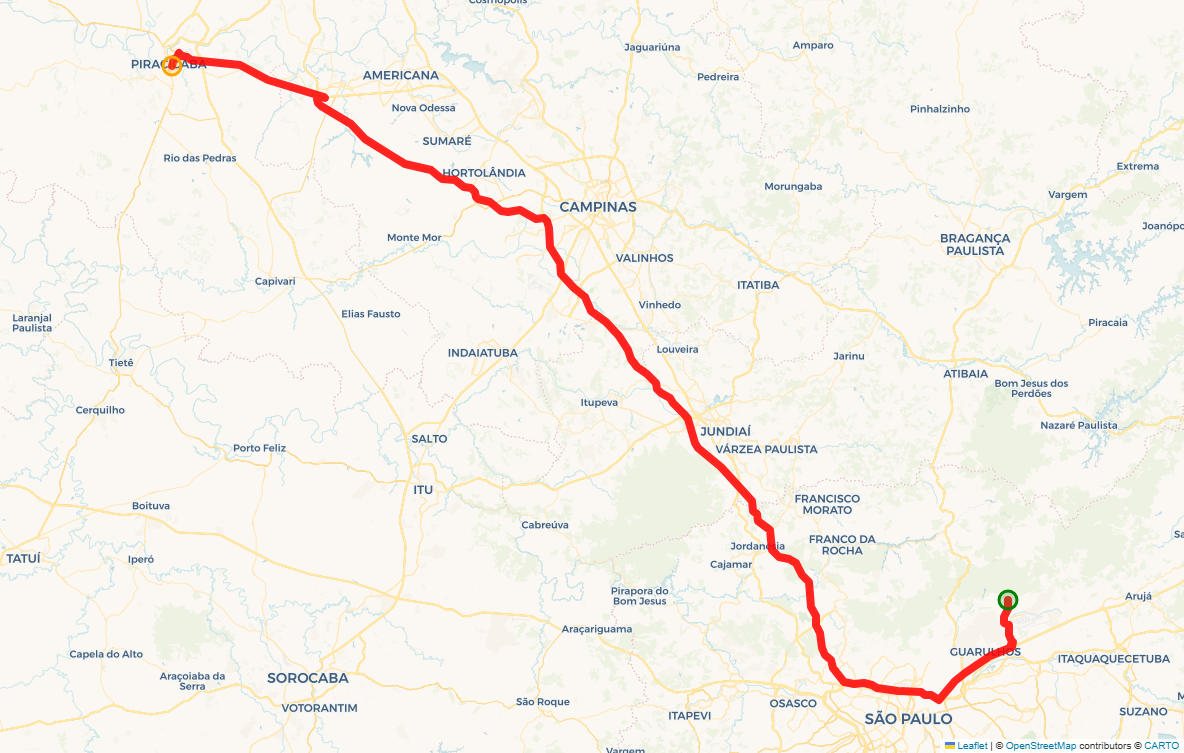 Cosmópolis
Jaguariúna
Amparo
PIRACICABA
AMERICANA
Pedreira
Nova Odessa
Pinhalzinho
SUMARÉ
Rio das Pedras
Extrema
HORTOLÂNDIA
Morungaba
Vargem
CAMPINAS
Joanópo
Monte Mor
BRAGANÇA
PAULISTA
VALINHOS
Capivari
ITATIBA
Vinhedo
Elias Fausto
Laranjal
Paulista
Piracaia
Louveira
INDAIATUBA
Jarinu
Tietê
ATIBAIA
Bom Jesus dos
Perdões
Itupeva
Cerquilho
Nazaré Paulista
JUNDIAÍ
SALTO
Porto Feliz
VÁRZEA PAULISTA
ITU
FRANCISCO
MORATO
Boituva
Cabreúva
Sa
FRANCO DA
ROCHA
Jordanésia
TATUÍ
Iperó
Cajamar
Pirapora do
Bom Jesus
Arujá
Araçariguama
GUARULHOS
Capela do Alto
ITAQUAQUECETUBA
Araçoiaba da
Serra
SOROCABA
São Roque
OSASCO
VOTORANTIM
ITAPEVI
SÃO PAULO
SUZANO
Vargem
Leaflet | © OpenStreetMap contributors © CARTO